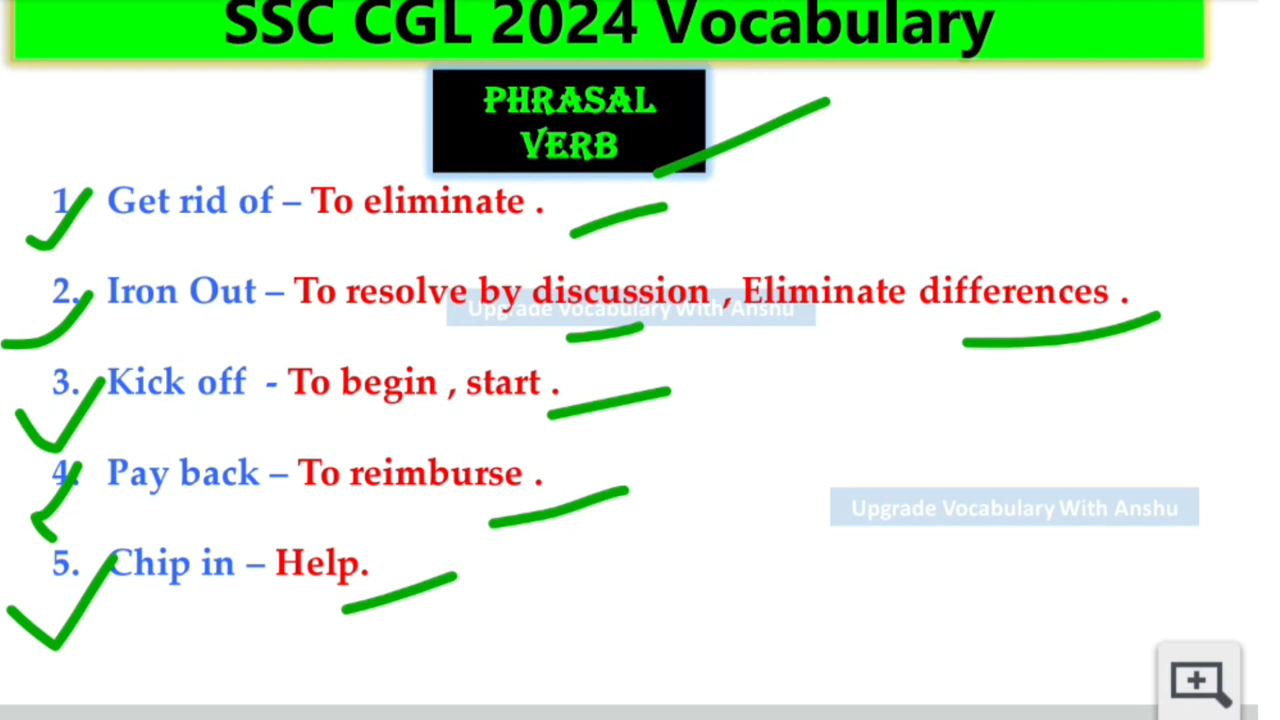 SSC CGL 2024 Vocabulary
PHRASAL
VERB
1. Get rid of – To eliminate .
2. Iron Out – To resolve by discussion , Eliminate differences .
Upgrade Vocabulary With Anshu
3. Kick off - To begin , start .
4. Pay back – To reimburse .
Upgrade Vocabulary With Anshu
5. Chip in – Help.